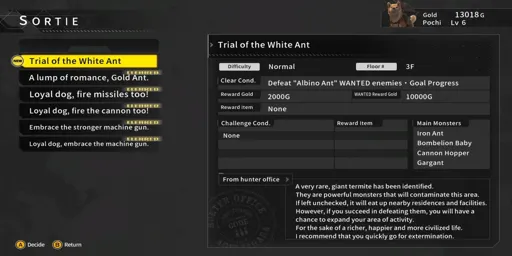 SORTIE
Gold 13018G
Pochi Lv 6
NEW Trial of the White Ant
A lump of romance, Gold Ant.
Loyal dog, fire missiles too!
Loyal dog, fire the cannon too!
Embrace the stronger machine gun.
Loyal dog, embrace the machine gun.
Trial of the White Ant
Difficulty Normal Floor # 3F
Clear Cond. Defeat "Albino Ant" WANTED enemies・Goal Progress
Reward Gold 2000G WANTED Reward Gold 10000G
Reward Item None
Challenge Cond. Reward Item Main Monsters
None
Iron Ant
Bombelion Baby
Cannon Hopper
Gargant
From hunter office
A very rare, giant termite has been identified.
They are powerful monsters that will contaminate this area.
If left unchecked, it will eat up nearby residences and facilities.
However, if you succeed in defeating them, you will have a
chance to expand your area of activity.
For the sake of a richer, happier and more civilized life.
I recommend that you quickly go for extermination.
A Decide B Return